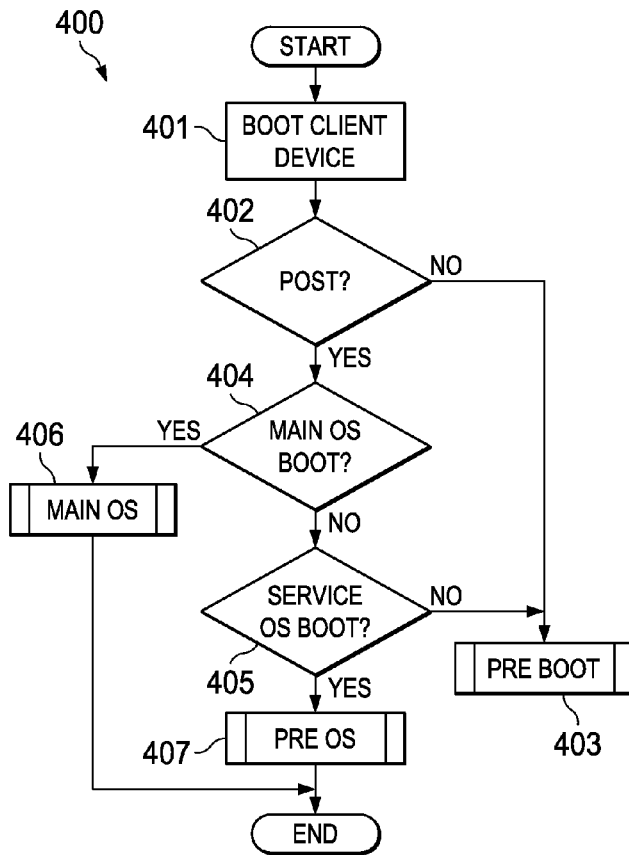 400
START
401
BOOT CLIENT
DEVICE
402
POST?
NO
YES
404
YES
MAIN OS
BOOT?
406
MAIN OS
NO
SERVICE
OS BOOT?
NO
405
YES
PRE BOOT
403
407
PRE OS
END